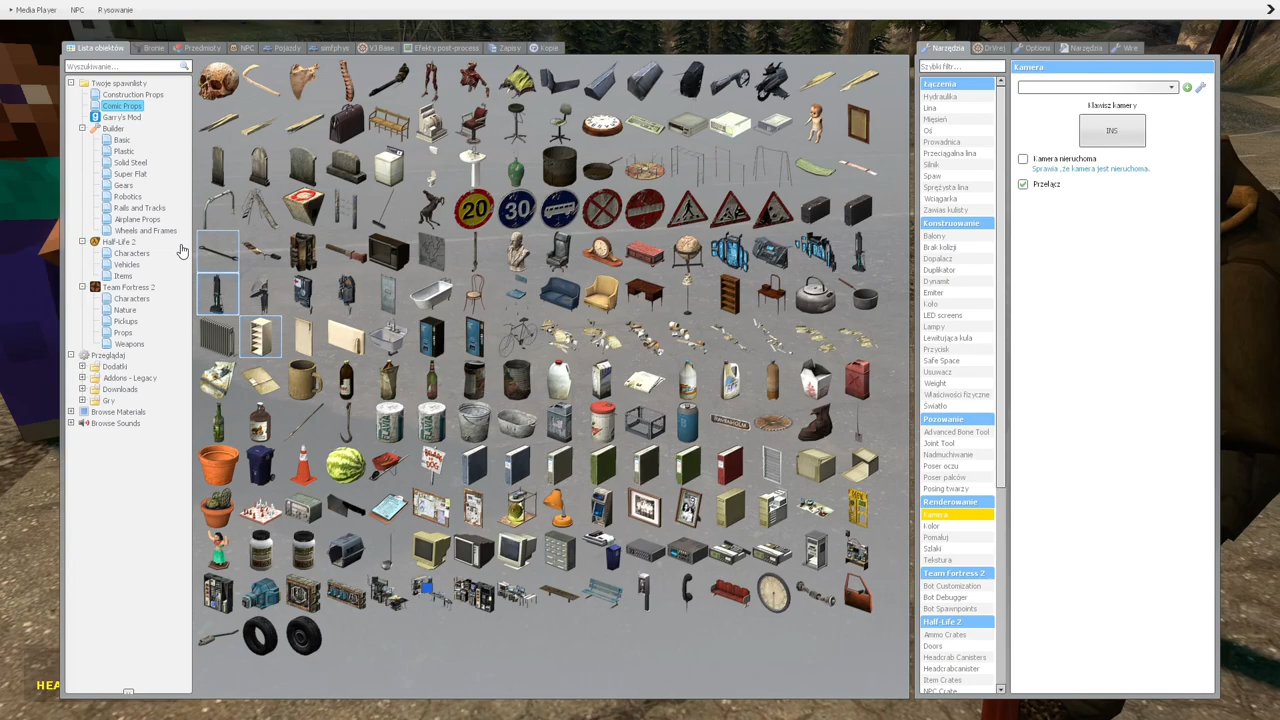 Media Player NPC Rysowanie
Lista obiektów Bronie Przedmioty NPC Pojazdy simfphys VJ Base Efekty post-process Zapisy Kopie
Wyszukiwanie...
Twoje spawnlisty
Construction Props
Comic Props
Garry's Mod
Builder
Basic
Plastic
Solid Steel
Super Flat
Gears
Robotics
Rails and Tracks
Airplane Props
Wheels and Frames
Half-Life 2
Characters
Vehicles
Items
Team Fortress 2
Characters
Nature
Pickups
Props
Weapons
Przeglądaj
Dodatki
Addons - Legacy
Downloads
Gry
Browse Materials
Browse Sounds
20 30
HEA
Narzędzia DrVrej Options Narzędzia Wire
Szybki filtr...
Łączenia
Hydraulika
Lina
Mięsień
Oś
Prowadnica
Przeciągalna lina
Silnik
Spaw
Sprężysta lina
Wciągarka
Zawias kulisty
Konstruowanie
Balony
Brak kolizji
Dopalacz
Duplikator
Dynamit
Emiter
Koło
LED screens
Lampy
Lewitująca kula
Przycisk
Safe Space
Usuwacz
Weight
Właściwości fizyczne
Światło
Pozowanie
Advanced Bone Tool
Joint Tool
Nadmuchiwanie
Poser oczu
Poser palców
Posing twarzy
Renderowanie
Kamera
Kolor
Pomaluj
Szlaki
Tekstura
Team Fortress 2
Bot Customization
Bot Debugger
Bot Spawnpoints
Half-Life 2
Ammo Crates
Doors
Headcrab Canisters
Headcrabcanister
Item Crates
NPC Crate
Kamera
klawisz kamery
INS
Kamera nieruchoma
Sprawia ,że kamera jest nieruchoma.
Przełącz